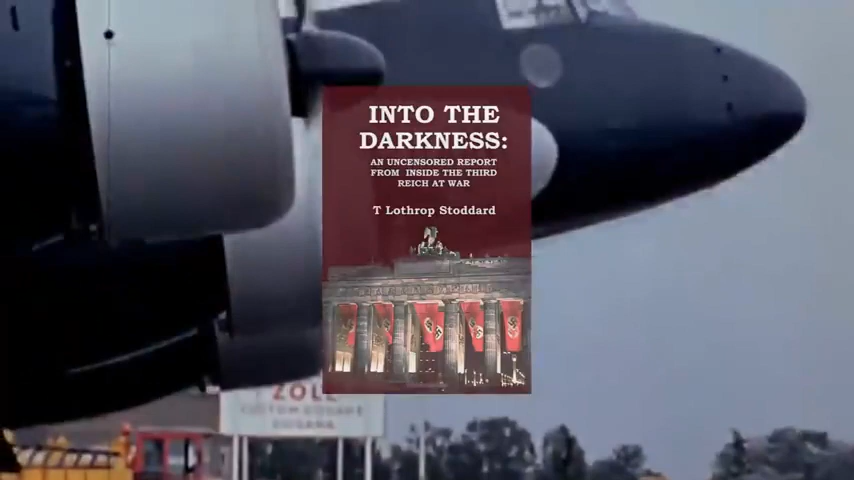 INTO THE
DARKNESS:
AN UNCENSORED REPORT
FROM INSIDE THE THIRD
REICH AT WAR
T Lothrop Stoddard
ZOLL